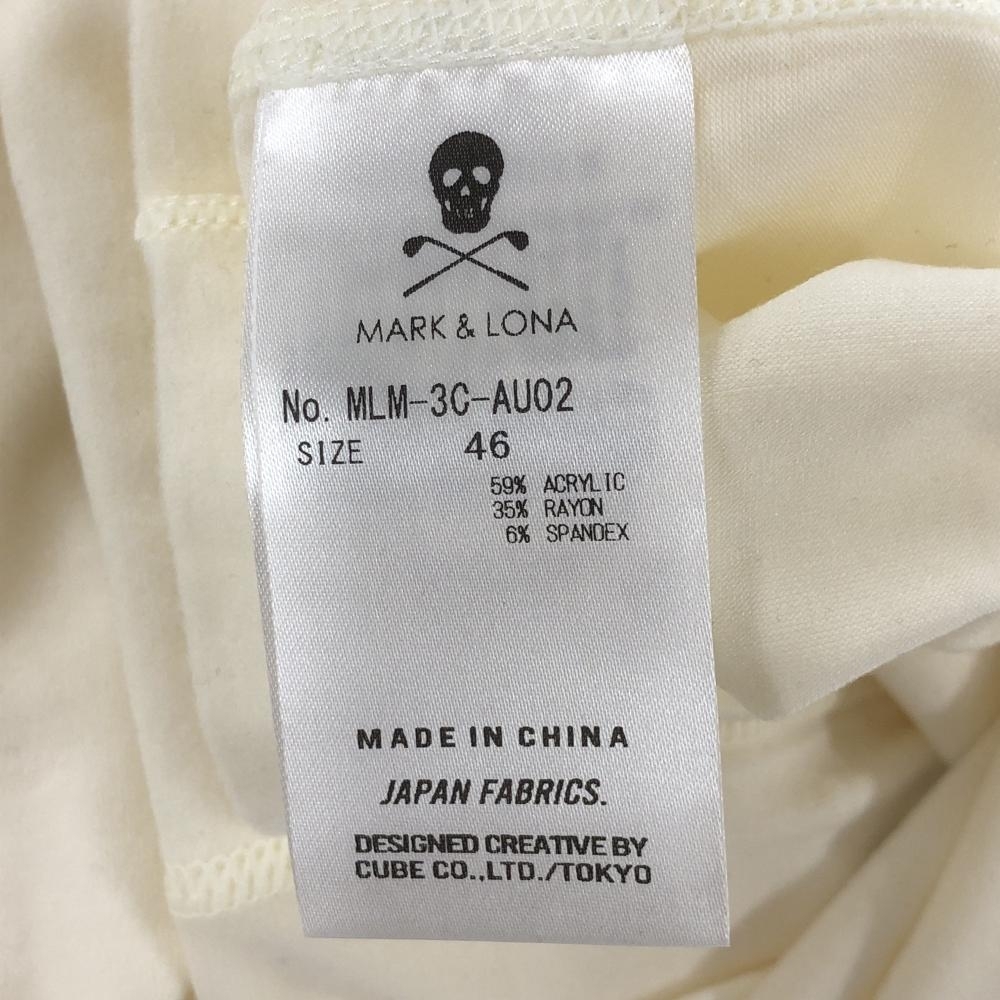 MARK & LONA
No. MLM-3C-AU02
SIZE 46
59% ACRYLIC
35% RAYON
6% SPANDEX
MADE IN CHINA
JAPAN FABRICS.
DESIGNED CREATIVE BY
CUBE CO.,LTD./TOKYO